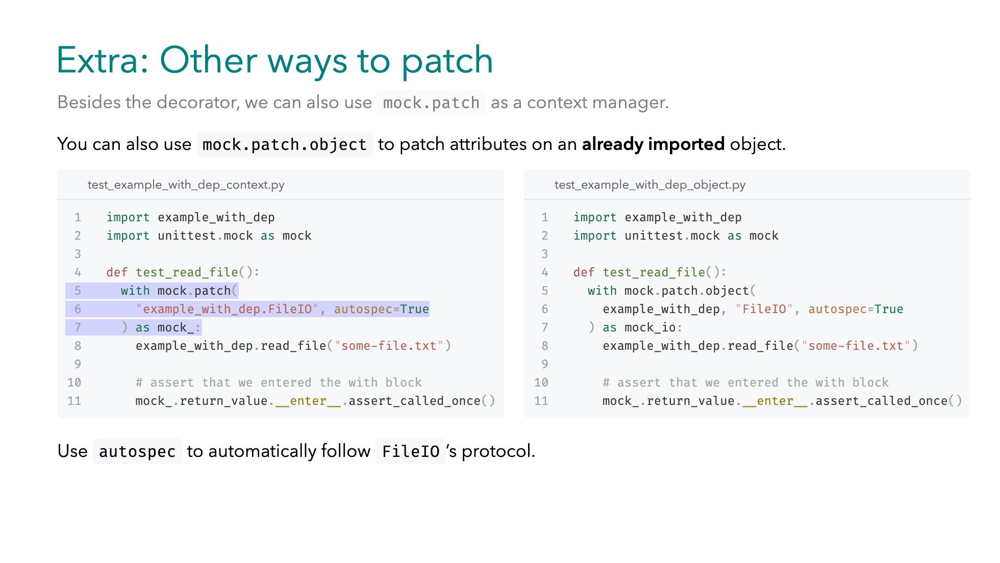 Extra: Other ways to patch
Besides the decorator, we can also use mock.patch as a context manager.
You can also use mock.patch.object to patch attributes on an already imported object.
test_example_with_dep_context.py
1 import example_with_dep
2 import unittest.mock as mock
3
4 def test_read_file():
5   with mock.patch(
6     "example_with_dep.FileIO", autospec=True
7   ) as mock_:
8     example_with_dep.read_file("some-file.txt")
9
10     # assert that we entered the with block
11     mock_.return_value.__enter__.assert_called_once()
test_example_with_dep_object.py
1 import example_with_dep
2 import unittest.mock as mock
3
4 def test_read_file():
5   with mock.patch.object(
6     example_with_dep, "FileIO", autospec=True
7   ) as mock_io:
8     example_with_dep.read_file("some-file.txt")
9
10     # assert that we entered the with block
11     mock_.return_value.__enter__.assert_called_once()
Use autospec to automatically follow FileIO’s protocol.